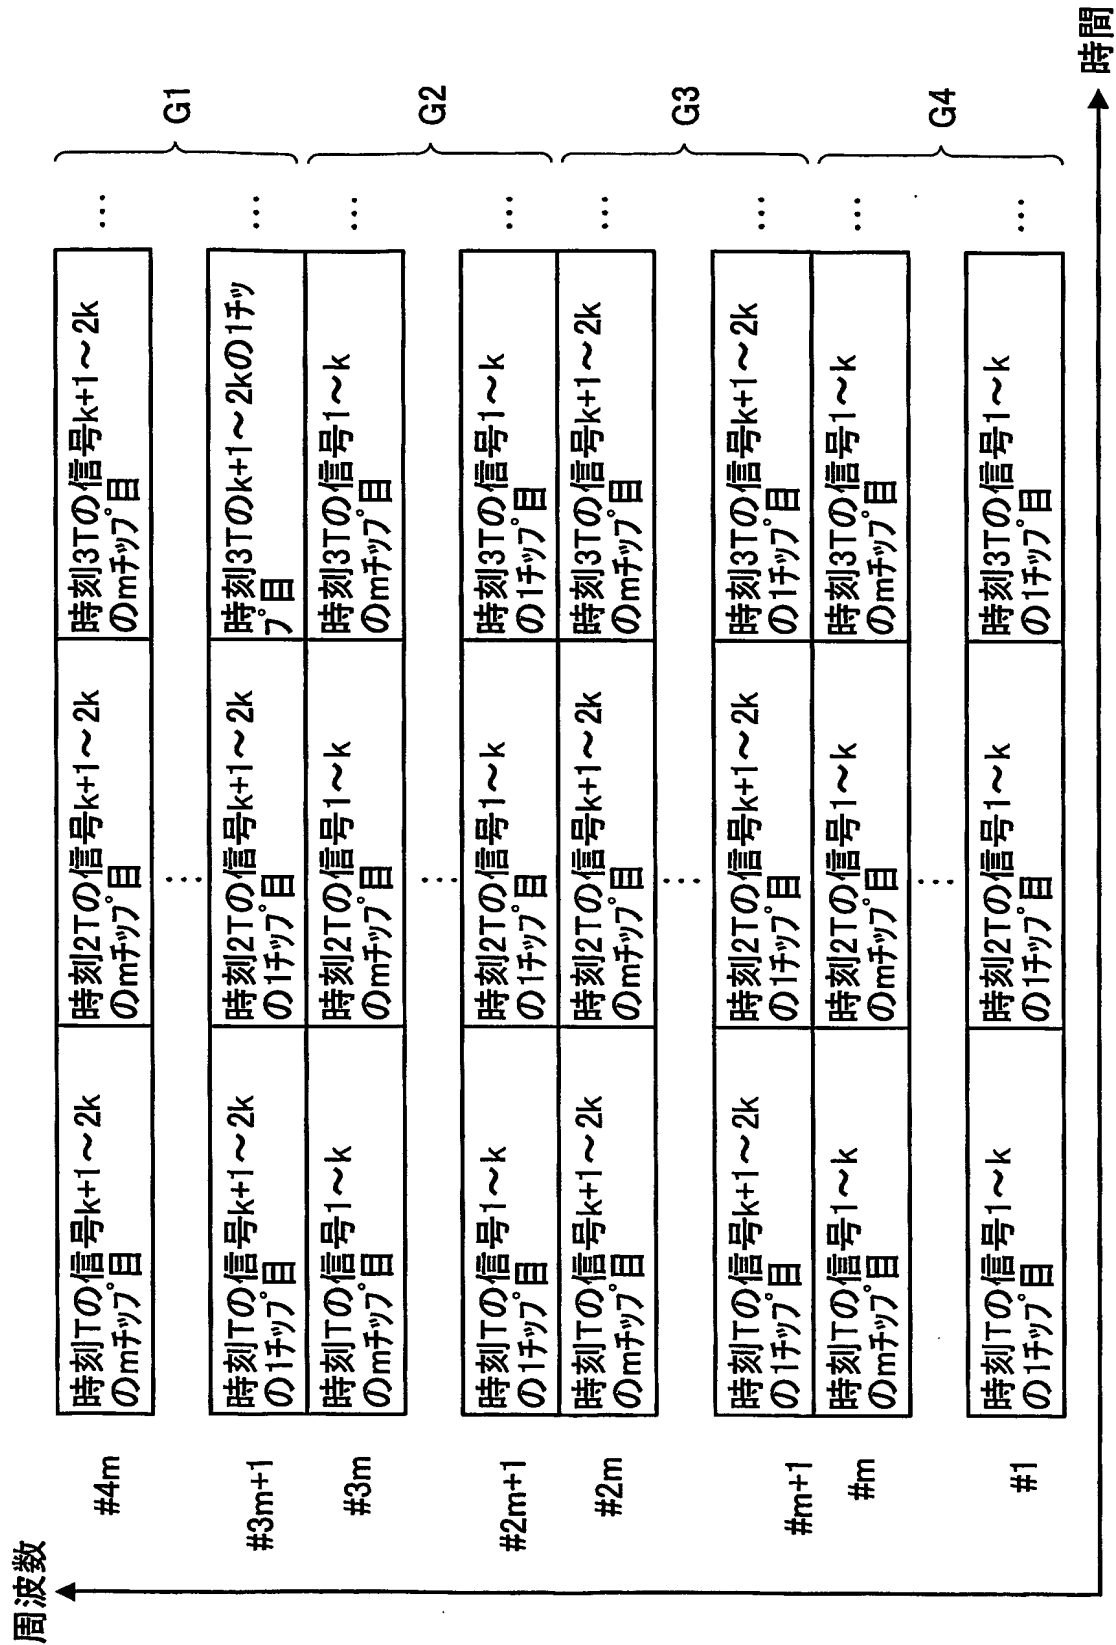 周波数
#4m
時刻Tの信号k+1～2k
のmチップ目
時刻2Tの信号k+1～2k
のmチップ目
時刻3Tの信号k+1～2k
のmチップ目
…
G1
…
#3m+1
時刻Tの信号k+1～2k
の1チップ目
時刻2Tの信号k+1～2k
の1チップ目
時刻3Tのk+1～2kの1チッ
プ目
…
#3m
時刻Tの信号1～k
のmチップ目
時刻2Tの信号1～k
のmチップ目
時刻3Tの信号1～k
のmチップ目
…
G2
…
#2m+1
時刻Tの信号1～k
の1チップ目
時刻2Tの信号1～k
の1チップ目
時刻3Tの信号1～k
の1チップ目
…
#2m
時刻Tの信号k+1～2k
のmチップ目
時刻2Tの信号k+1～2k
のmチップ目
時刻3Tの信号k+1～2k
のmチップ目
…
G3
…
#m+1
時刻Tの信号k+1～2k
の1チップ目
時刻2Tの信号k+1～2k
の1チップ目
時刻3Tの信号k+1～2k
の1チップ目
…
#m
時刻Tの信号1～k
のmチップ目
時刻2Tの信号1～k
のmチップ目
時刻3Tの信号1～k
のmチップ目
…
G4
…
#1
時刻Tの信号1～k
の1チップ目
時刻2Tの信号1～k
の1チップ目
時刻3Tの信号1～k
の1チップ目
…
時間